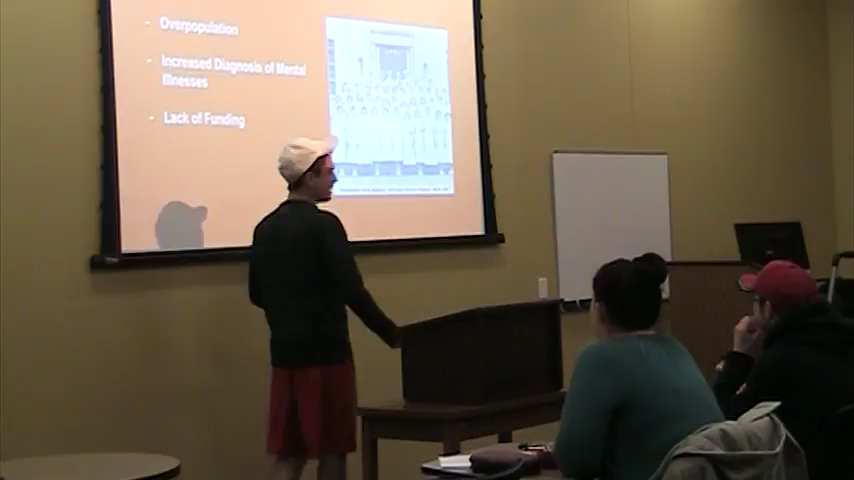 - Overpopulation
- Increased Diagnosis of Mental
Illnesses
- Lack of Funding